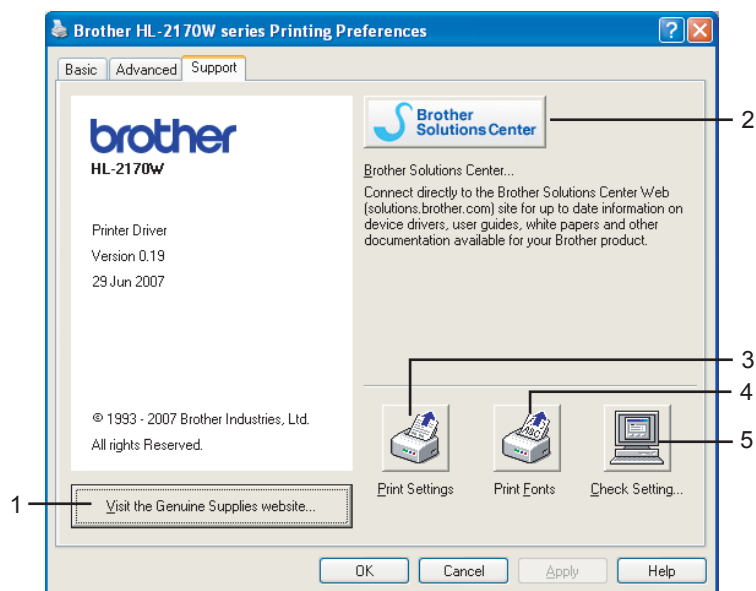 Brother HL-2170W series Printing Preferences
Basic Advanced Support
brother
HL-2170W
Printer Driver
Version 0.19
29 Jun 2007
© 1993 - 2007 Brother Industries, Ltd.
All rights Reserved.
1
Visit the Genuine Supplies website...
Brother
Solutions Center
2
Brother Solutions Center...
Connect directly to the Brother Solutions Center Web
(solutions.brother.com) site for up to date information on
device drivers, user guides, white papers and other
documentation available for your Brother product.
3
4
5
ABC
Print Settings Print Fonts Check Setting...
OK Cancel Apply Help